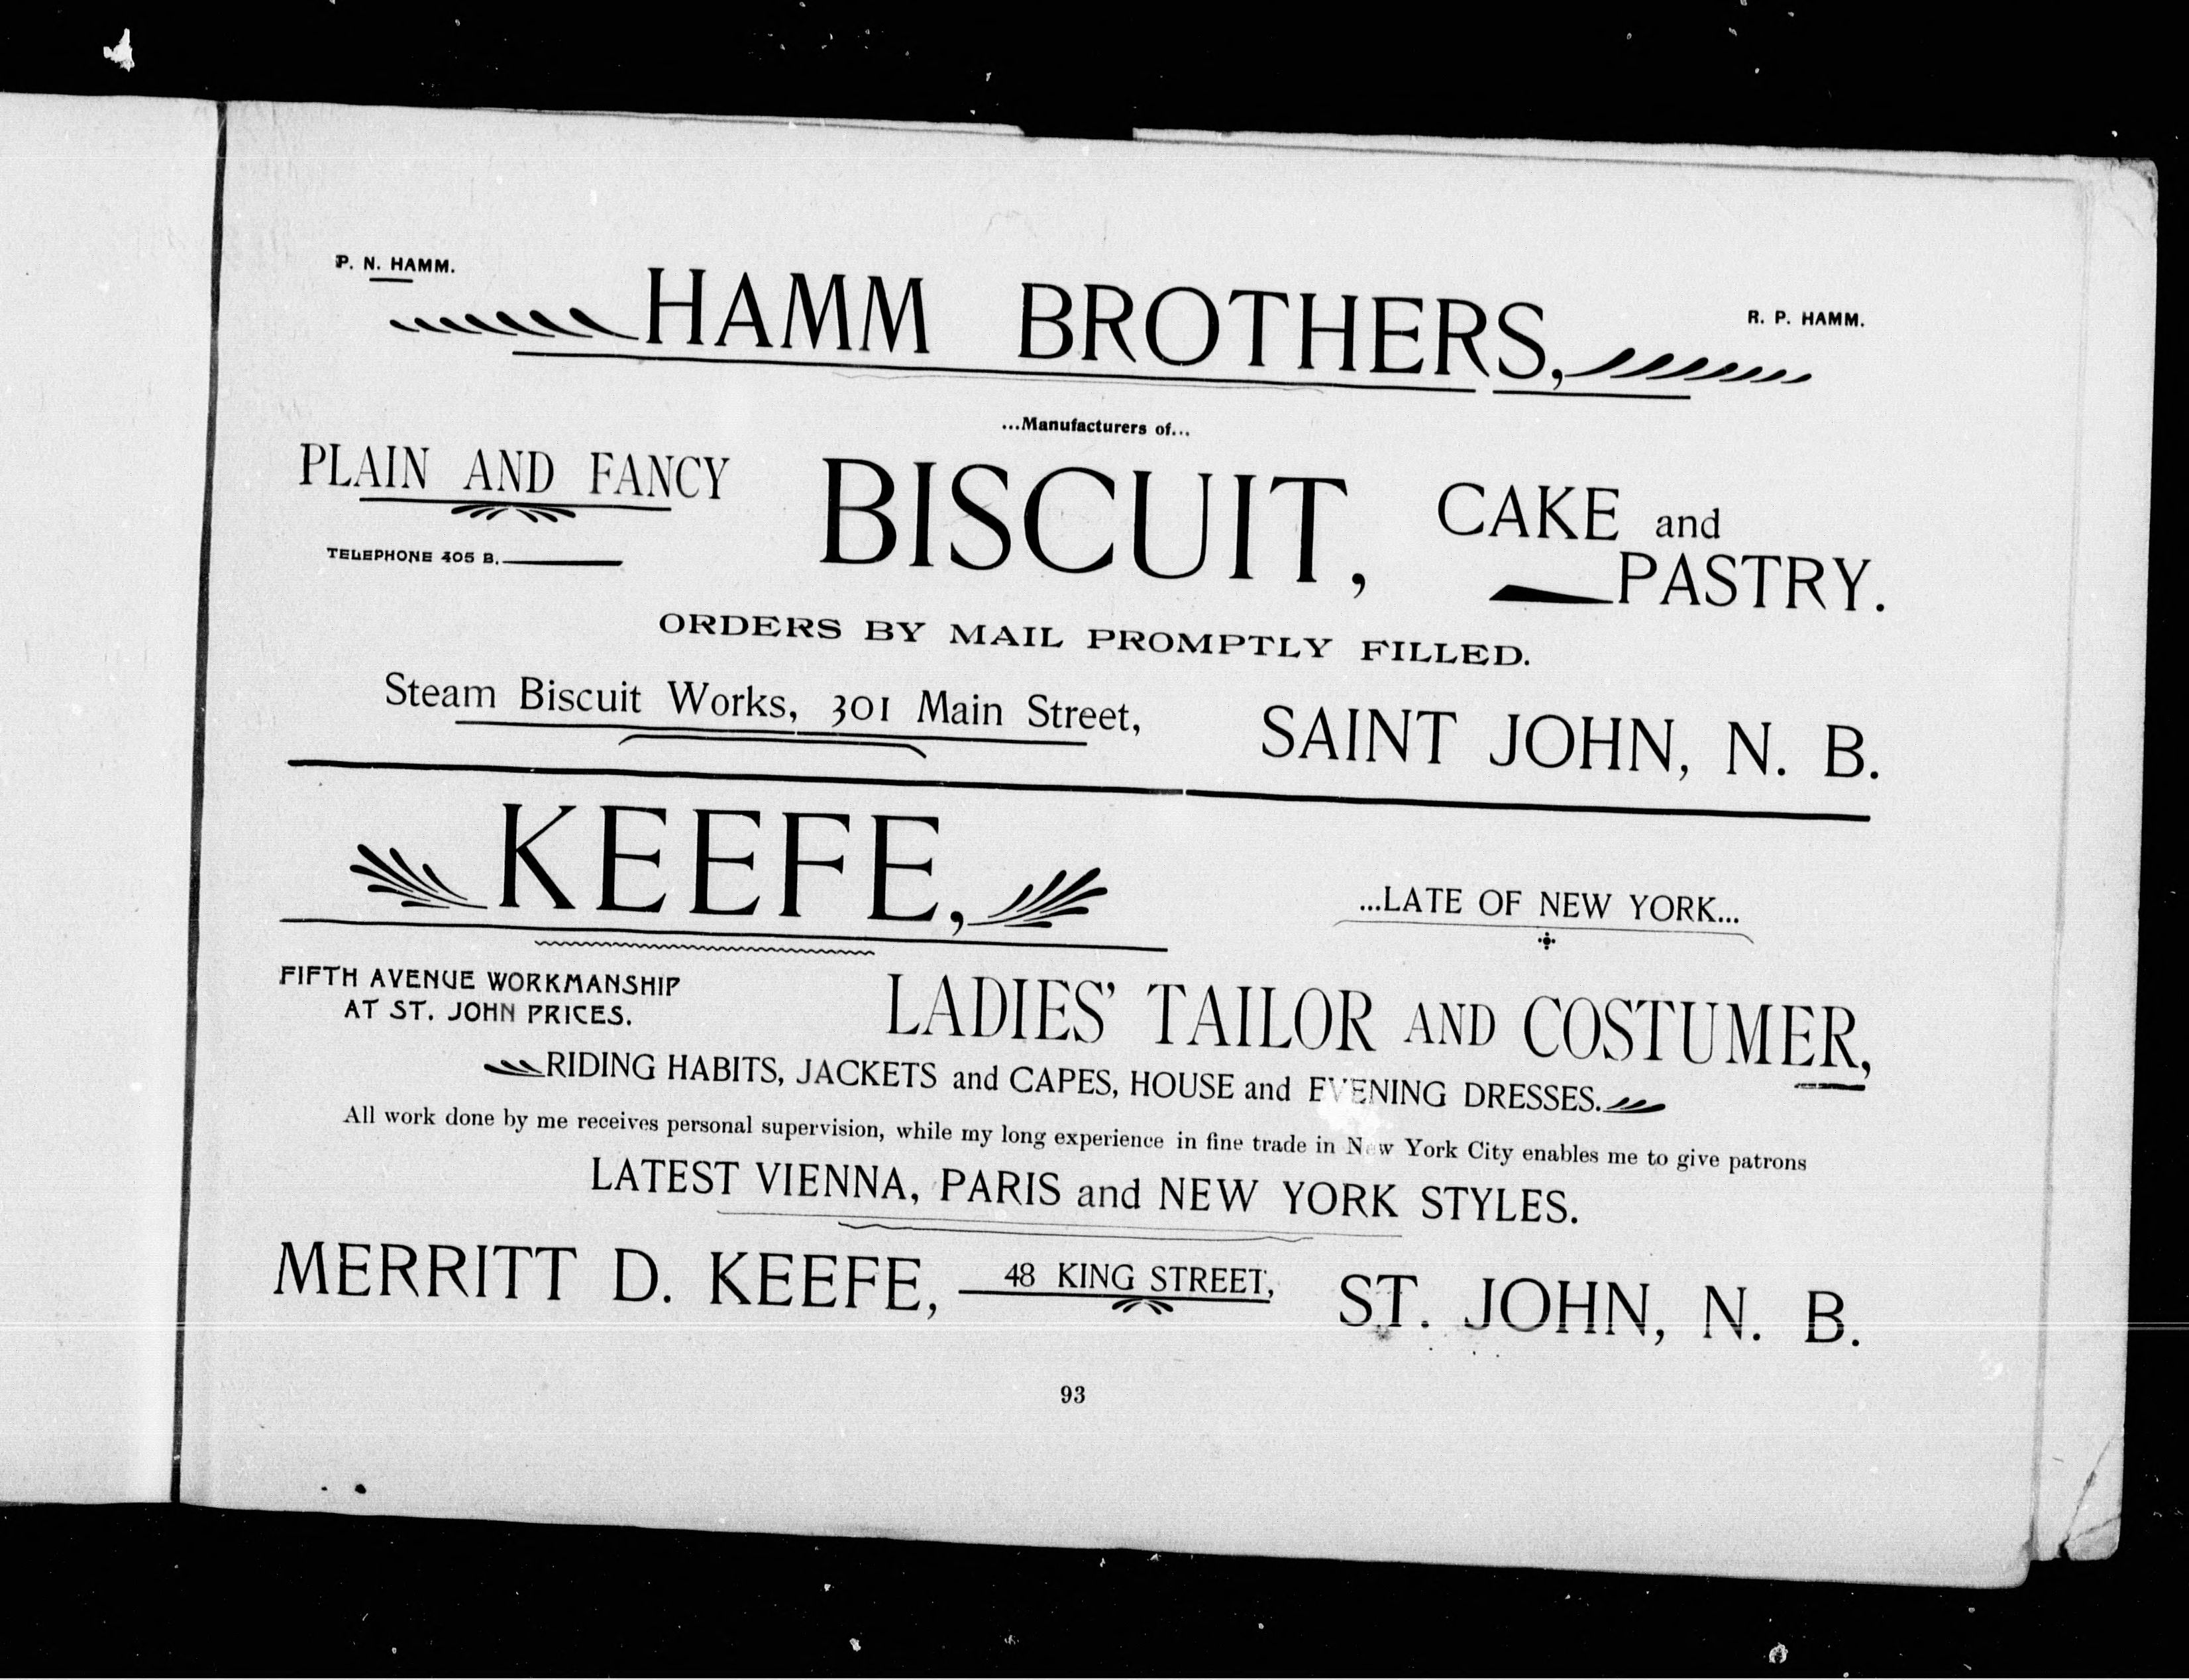 P. N. HAMM.
HAMM BROTHERS,
R. P. HAMM.
...Manufacturers of...
PLAIN AND FANCY BISCUIT, CAKE and
PASTRY.
TELEPHONE 405 B.
ORDERS BY MAIL PROMPTLY FILLED.
Steam Biscuit Works, 301 Main Street, SAINT JOHN, N. B.
KEEFE,
...LATE OF NEW YORK...
FIFTH AVENUE WORKMANSHIP
AT ST. JOHN PRICES.
LADIES' TAILOR AND COSTUMER,
RIDING HABITS, JACKETS and CAPES, HOUSE and EVENING DRESSES.
All work done by me receives personal supervision, while my long experience in fine trade in New York City enables me to give patrons
LATEST VIENNA, PARIS and NEW YORK STYLES.
MERRITT D. KEEFE, 48 KING STREET, ST. JOHN, N. B.
93